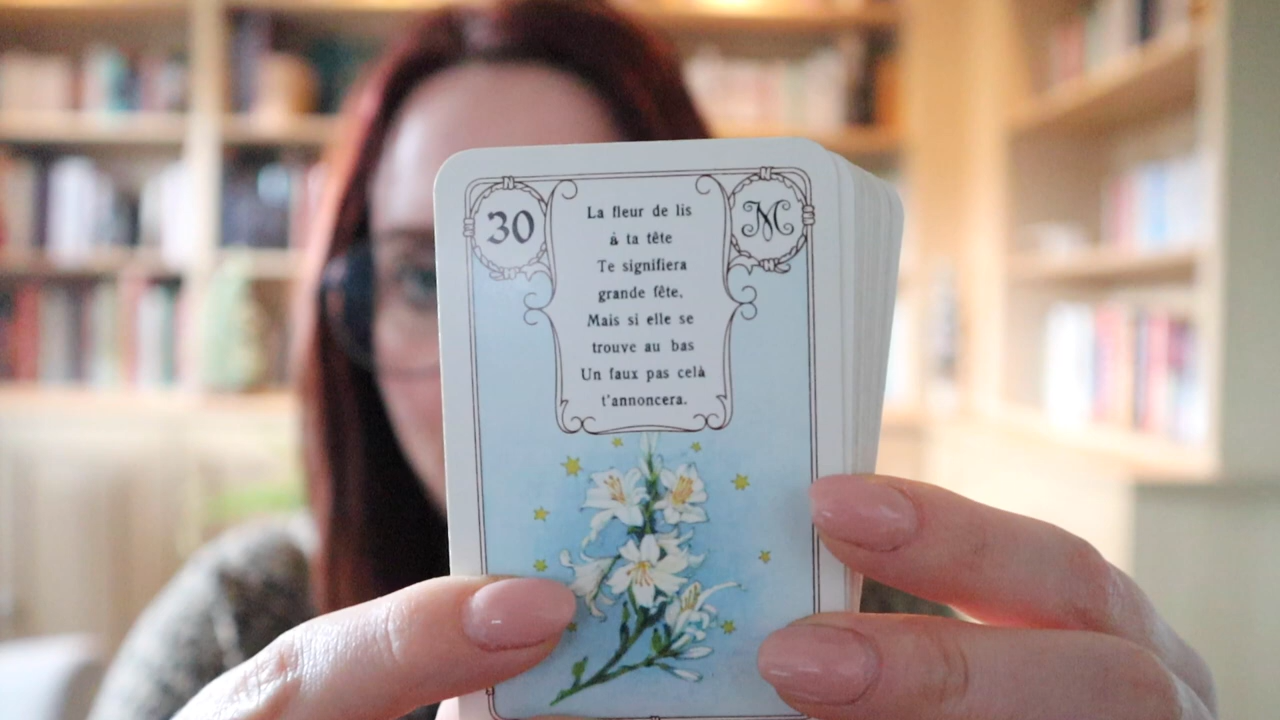 30
La fleur de lis
à ta tête
Te signifiera
grande fête.
Mais si elle se
trouve au bas
Un faux pas celà
t'annoncera.
M